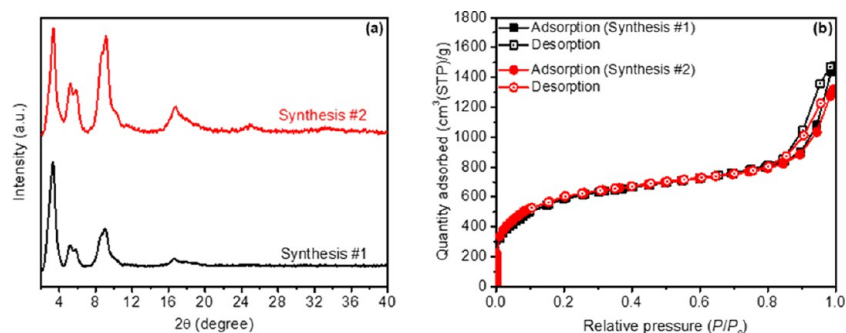 (a)
Intensity (a.u.)
Synthesis #2
Synthesis #1
4 8 12 16 20 24 28 32 36 40
2θ (degree)
(b)
Quantity adsorbed (cm³(STP)/g)
1800
1600
1400
1200
1000
800
600
400
200
0
Adsorption (Synthesis #1)
Desorption
Adsorption (Synthesis #2)
Desorption
0.0 0.2 0.4 0.6 0.8 1.0
Relative pressure (P/P₀)